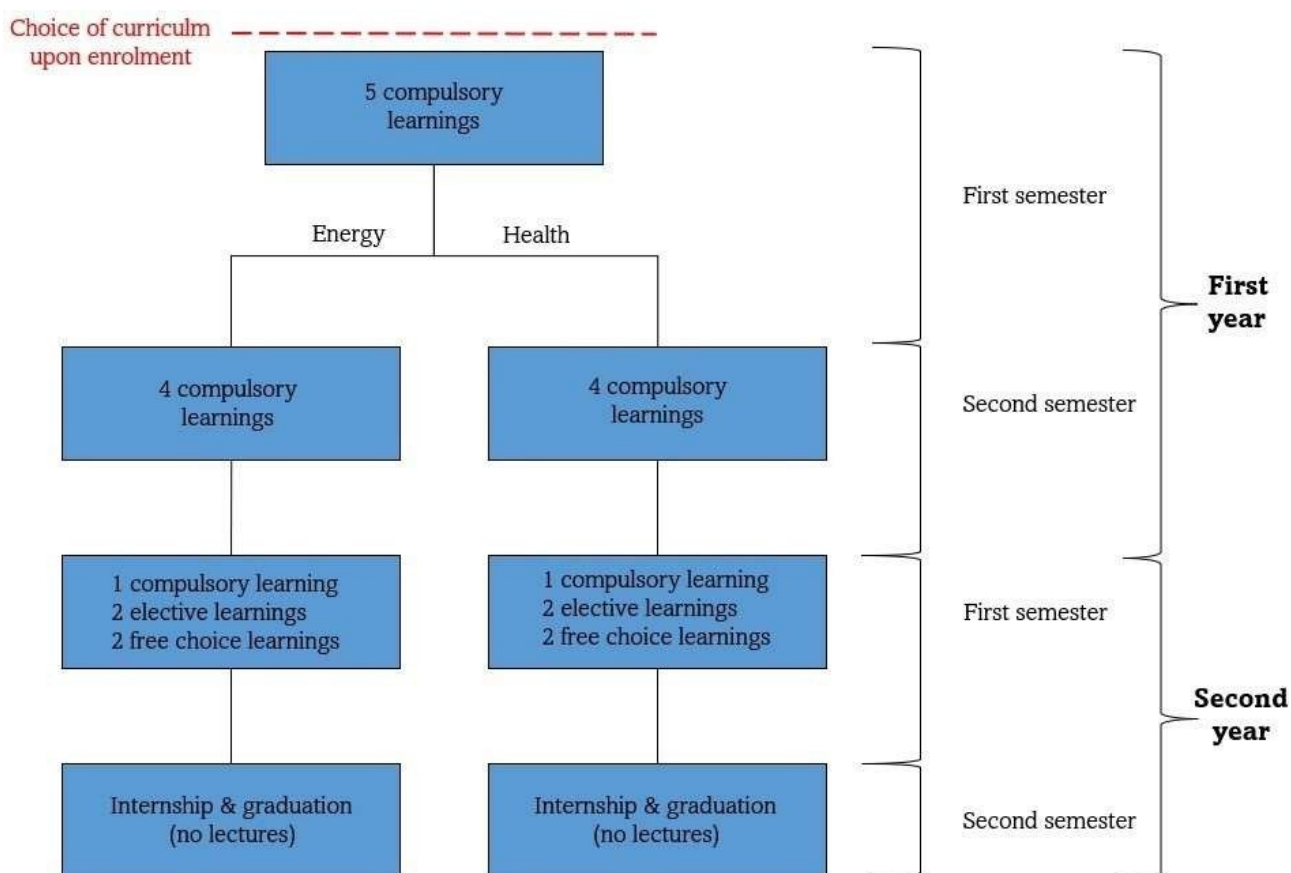 Choice of curriculm
upon enrolment
5 compulsory
learnings
First semester
Energy
Health
First
year
4 compulsory
learnings
4 compulsory
learnings
Second semester
1 compulsory learning
2 elective learnings
2 free choice learnings
1 compulsory learning
2 elective learnings
2 free choice learnings
First semester
Second
year
Internship & graduation
(no lectures)
Internship & graduation
(no lectures)
Second semester